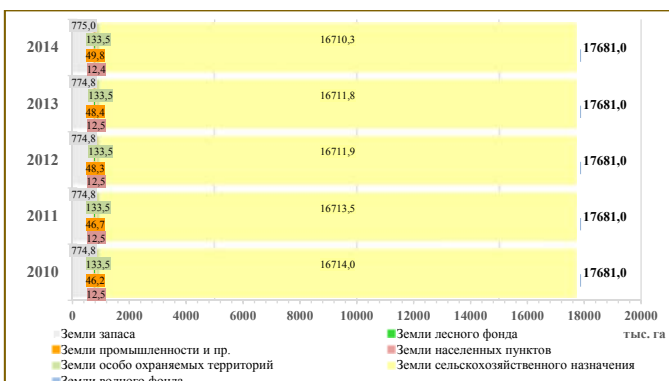 775,0
2014 133,5 16710,3 17681,0
49,8
12,4
774,8
2013 133,5 16711,8 17681,0
48,4
12,5
774,8
2012 133,5 16711,9 17681,0
48,3
12,5
774,8
2011 133,5 16713,5 17681,0
46,7
12,5
774,8
2010 133,5 16714,0 17681,0
46,2
12,5
0 2000 4000 6000 8000 10000 12000 14000 16000 18000 20000
Земли запаса Земли лесного фонда тыс. га
Земли промышленности и пр. Земли населенных пунктов
Земли особо охраняемых территорий Земли сельскохозяйственного назначения
Земли водного фонда